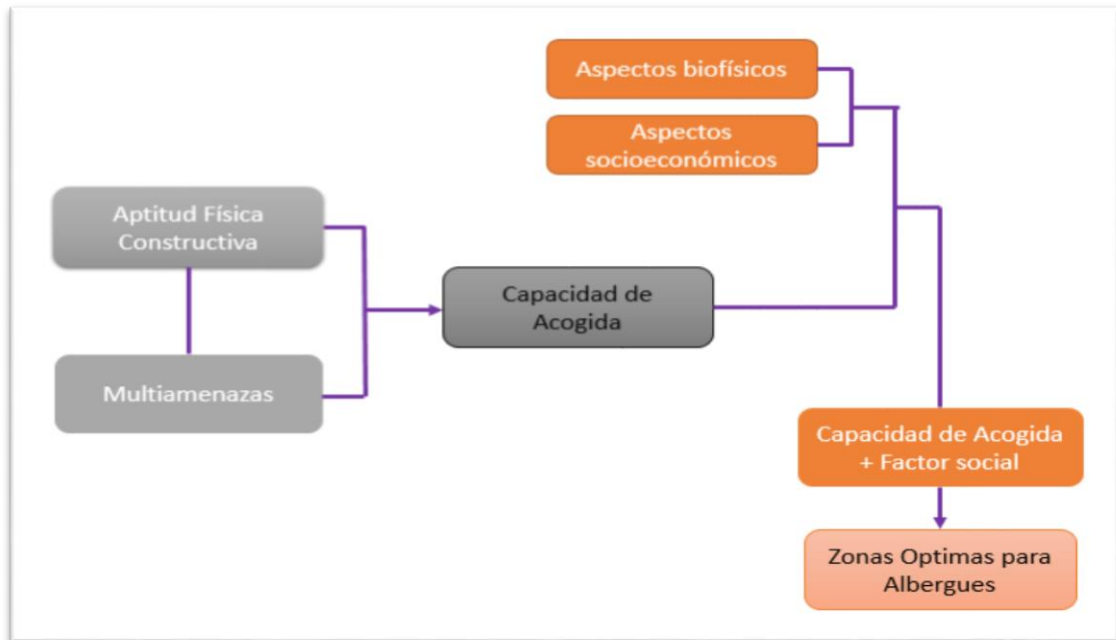 Aspectos biofísicos
Aspectos
socioeconómicos
Aptitud Física
Constructiva
Multiamenazas
Capacidad de
Acogida
Capacidad de Acogida
+ Factor social
Zonas Optimas para
Albergues